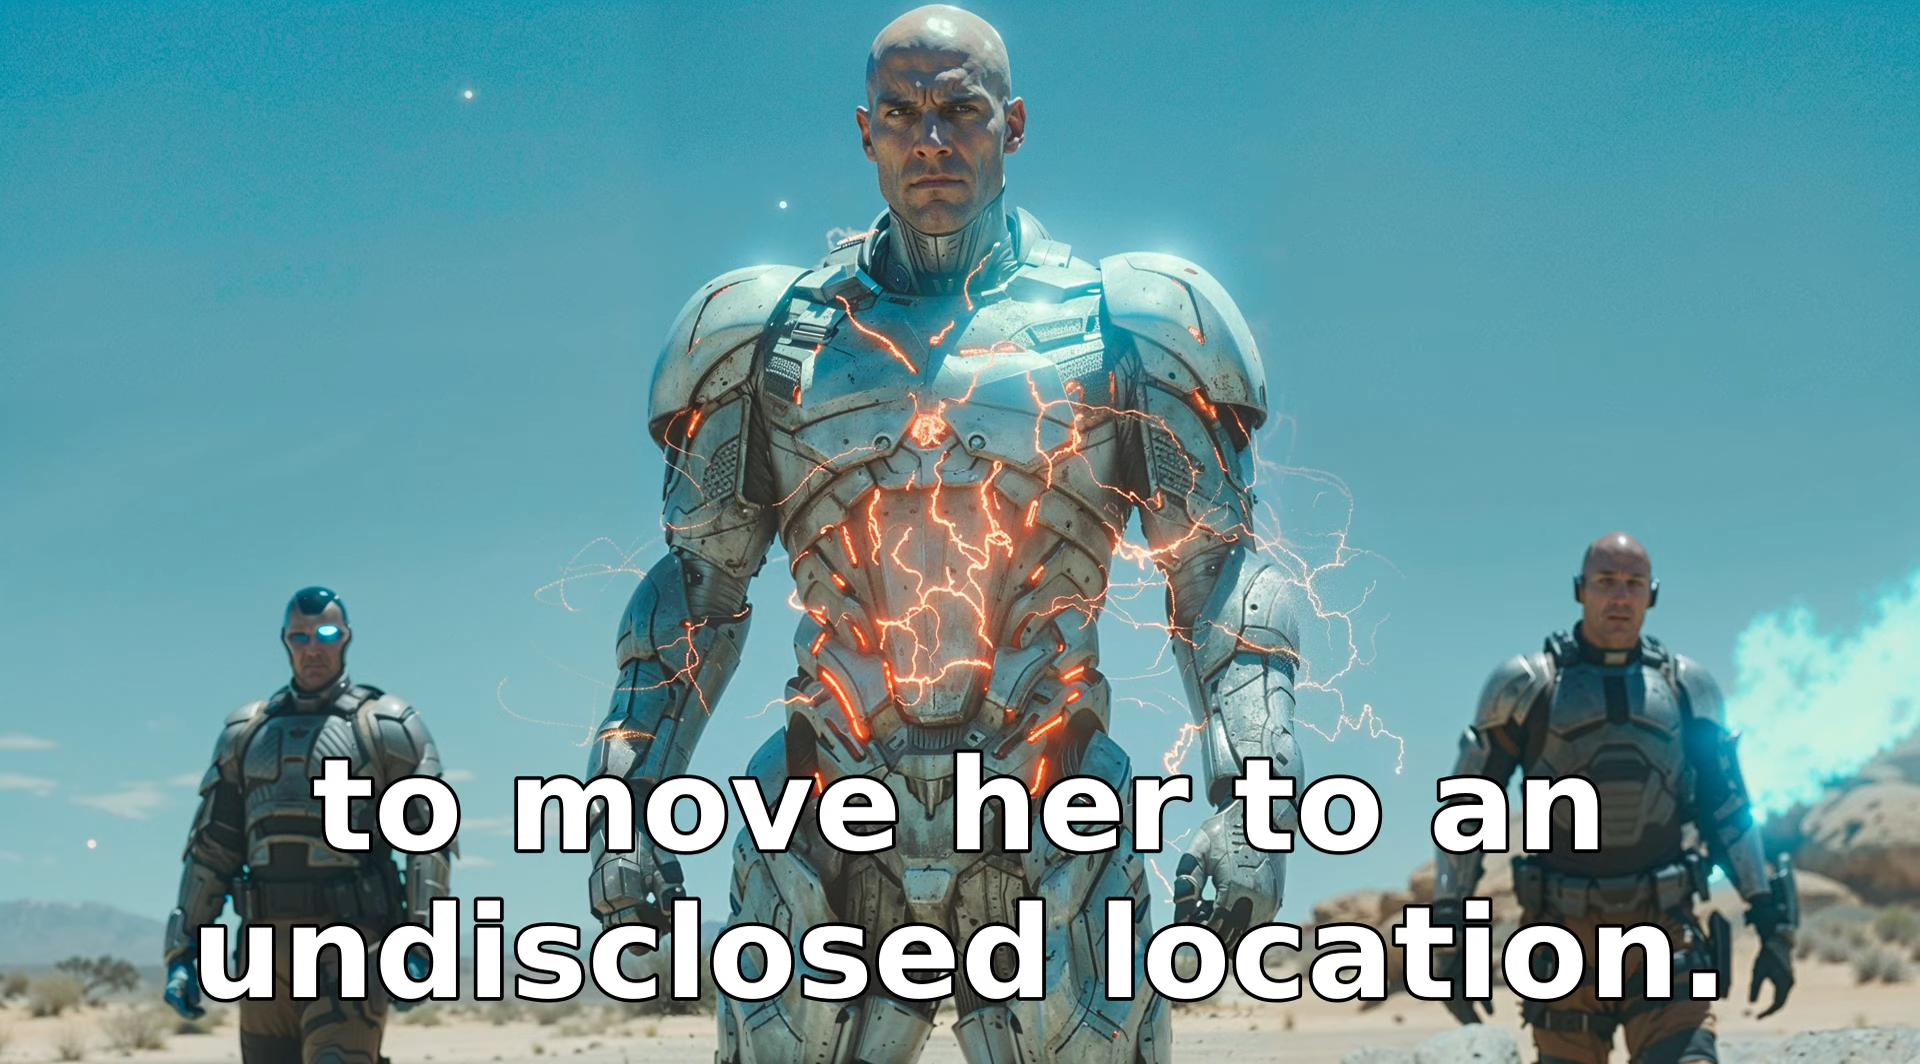 to move her to an
undisclosed location.